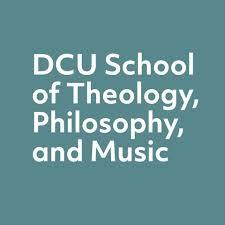 DCU School
of Theology,
Philosophy,
and Music